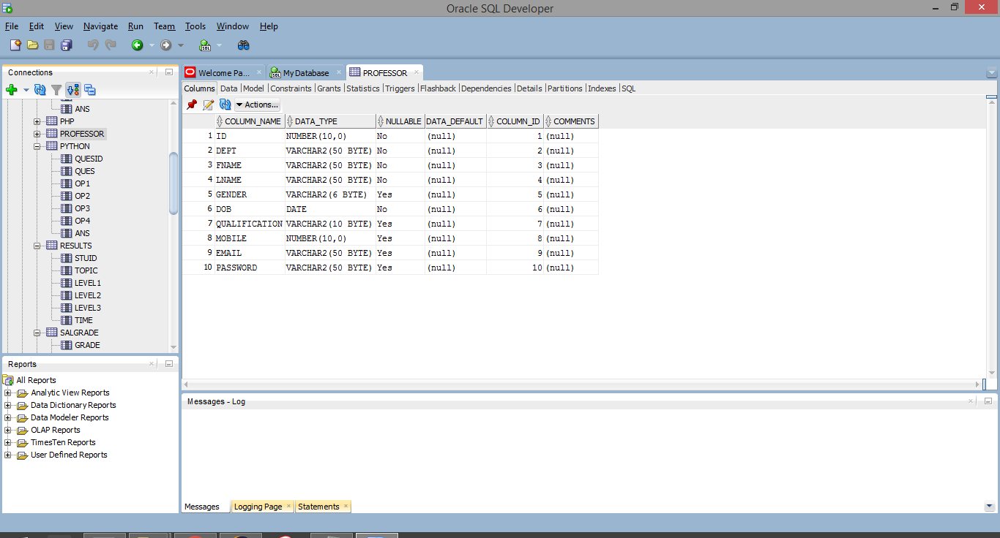 Oracle SQL Developer
File Edit View Navigate Run Team Tools Window Help
Connections
ANS
PHP
PROFESSOR
PYTHON
QUESID
QUES
OP1
OP2
OP3
OP4
ANS
RESULTS
STUID
TOPIC
LEVEL1
LEVEL2
LEVEL3
TIME
SALGRADE
GRADE
Reports
All Reports
Analytic View Reports
Data Dictionary Reports
Data Modeler Reports
OLAP Reports
TimesTen Reports
User Defined Reports
Welcome Pa... My Database PROFESSOR
Columns Data Model Constraints Grants Statistics Triggers Flashback Dependencies Details Partitions Indexes SQL
Actions...
COLUMN_NAME DATA_TYPE NULLABLE DATA_DEFAULT COLUMN_ID COMMENTS
1 ID NUMBER(10,0) No (null) 1 (null)
2 DEPT VARCHAR2(50 BYTE) No (null) 2 (null)
3 FNAME VARCHAR2(50 BYTE) No (null) 3 (null)
4 LNAME VARCHAR2(50 BYTE) No (null) 4 (null)
5 GENDER VARCHAR2(6 BYTE) Yes (null) 5 (null)
6 DOB DATE No (null) 6 (null)
7 QUALIFICATION VARCHAR2(10 BYTE) Yes (null) 7 (null)
8 MOBILE NUMBER(10,0) Yes (null) 8 (null)
9 EMAIL VARCHAR2(50 BYTE) Yes (null) 9 (null)
10 PASSWORD VARCHAR2(50 BYTE) Yes (null) 10 (null)
Messages - Log
Messages Logging Page Statements